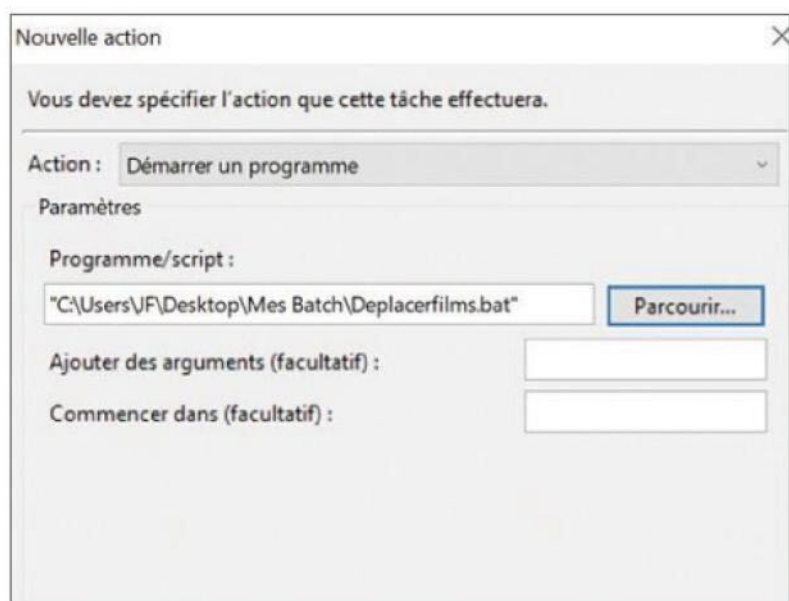 Nouvelle action
Vous devez spécifier l'action que cette tâche effectuera.
Action : Démarrer un programme
Paramètres
Programme/script :
"C:\Users\JF\Desktop\Mes Batch\Deplacerfilms.bat" Parcourir...
Ajouter des arguments (facultatif) :
Commencer dans (facultatif) :